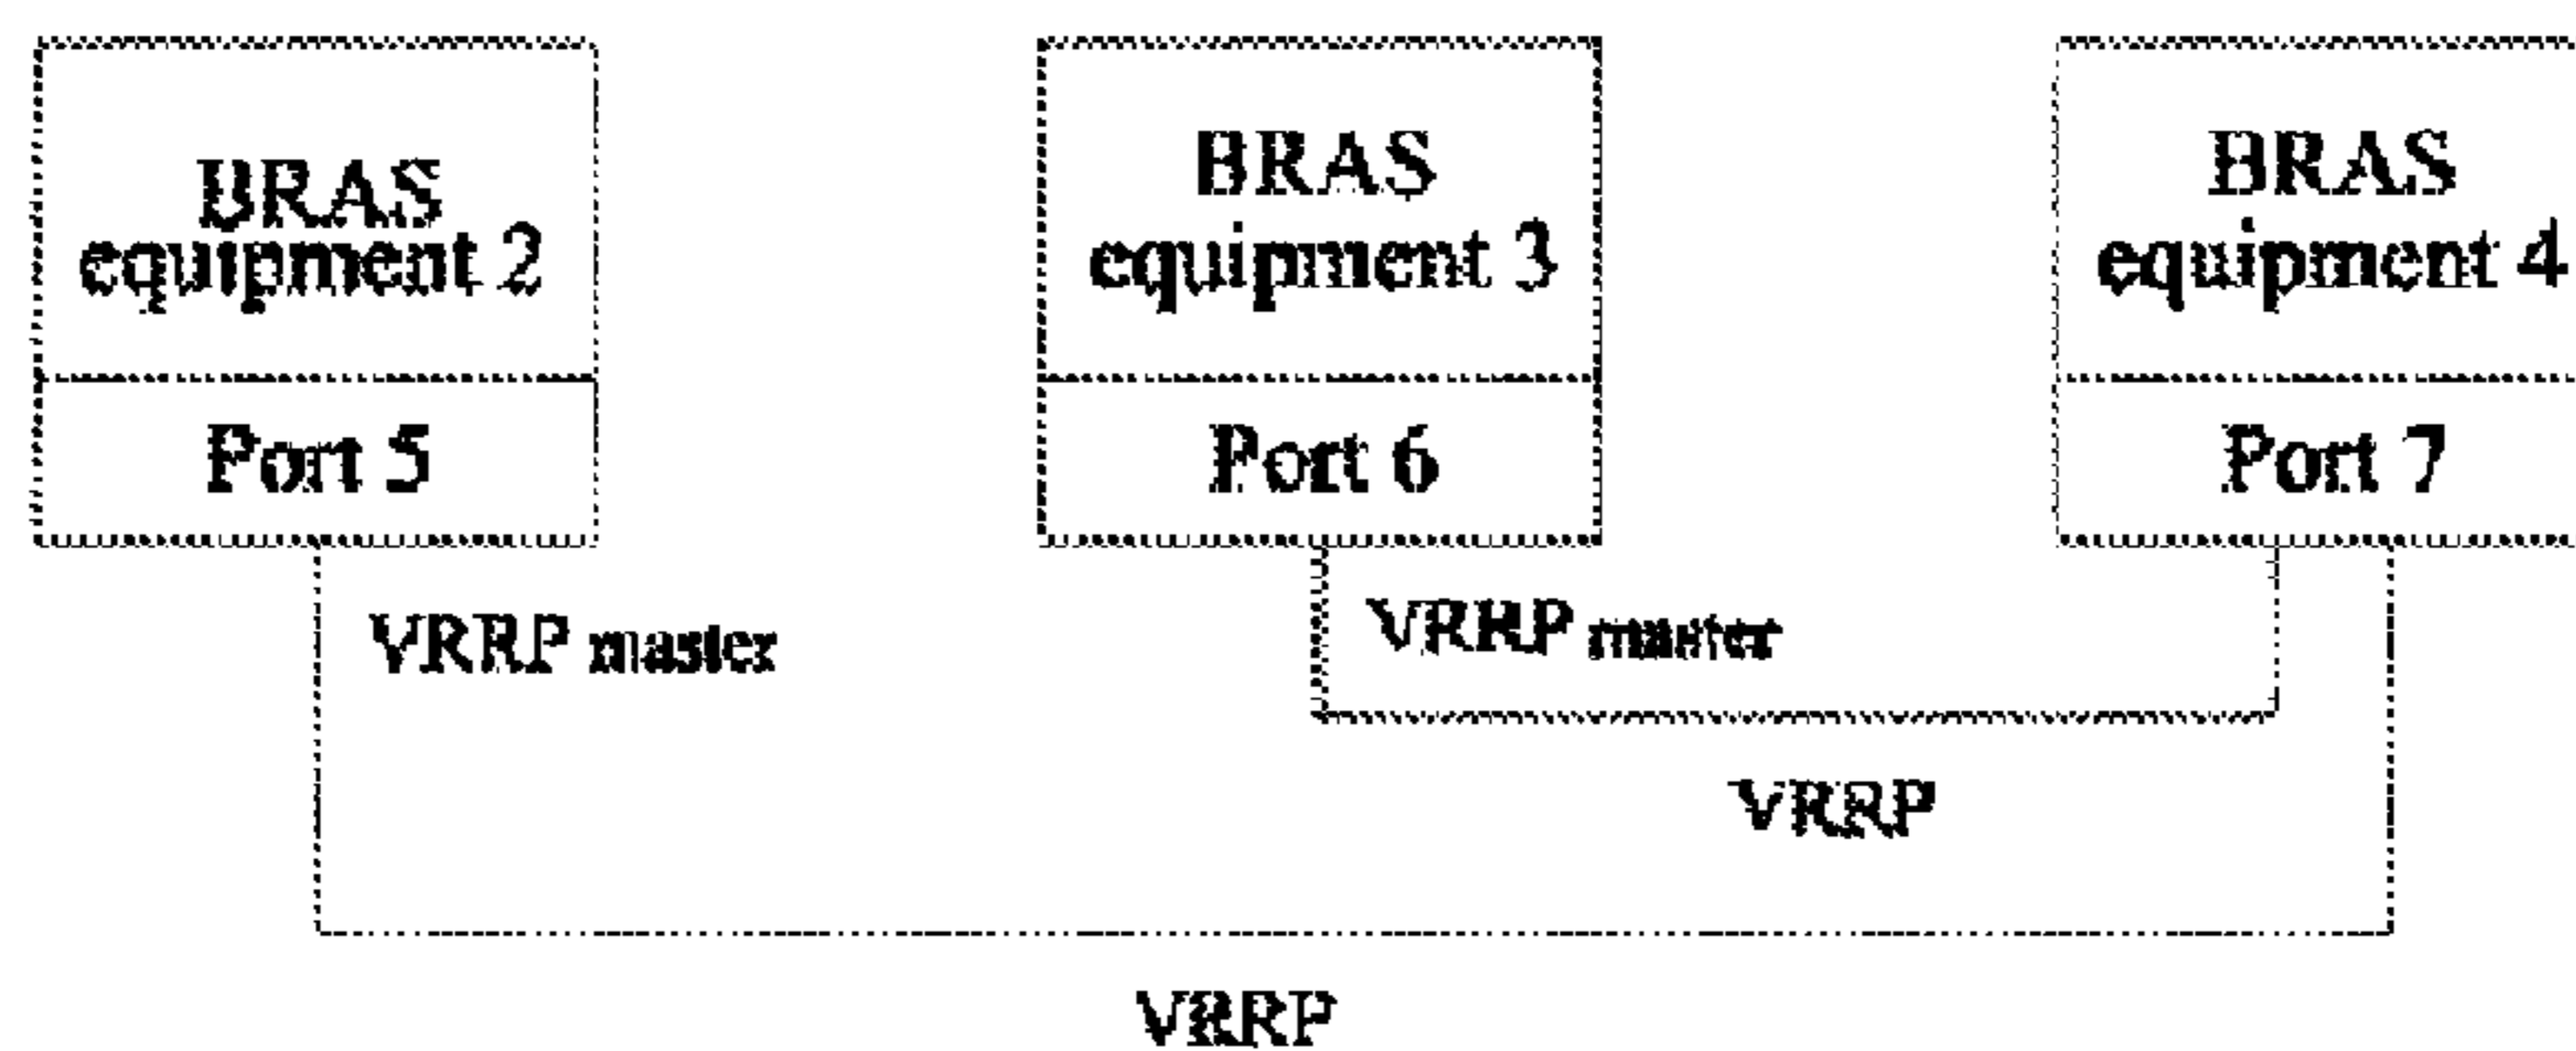 BRAS
equipment 2
Port 5
BRAS
equipment 3
Port 6
BRAS
equipment 4
Port 7
VRRP master
VRRP master
VRRP
VRRP